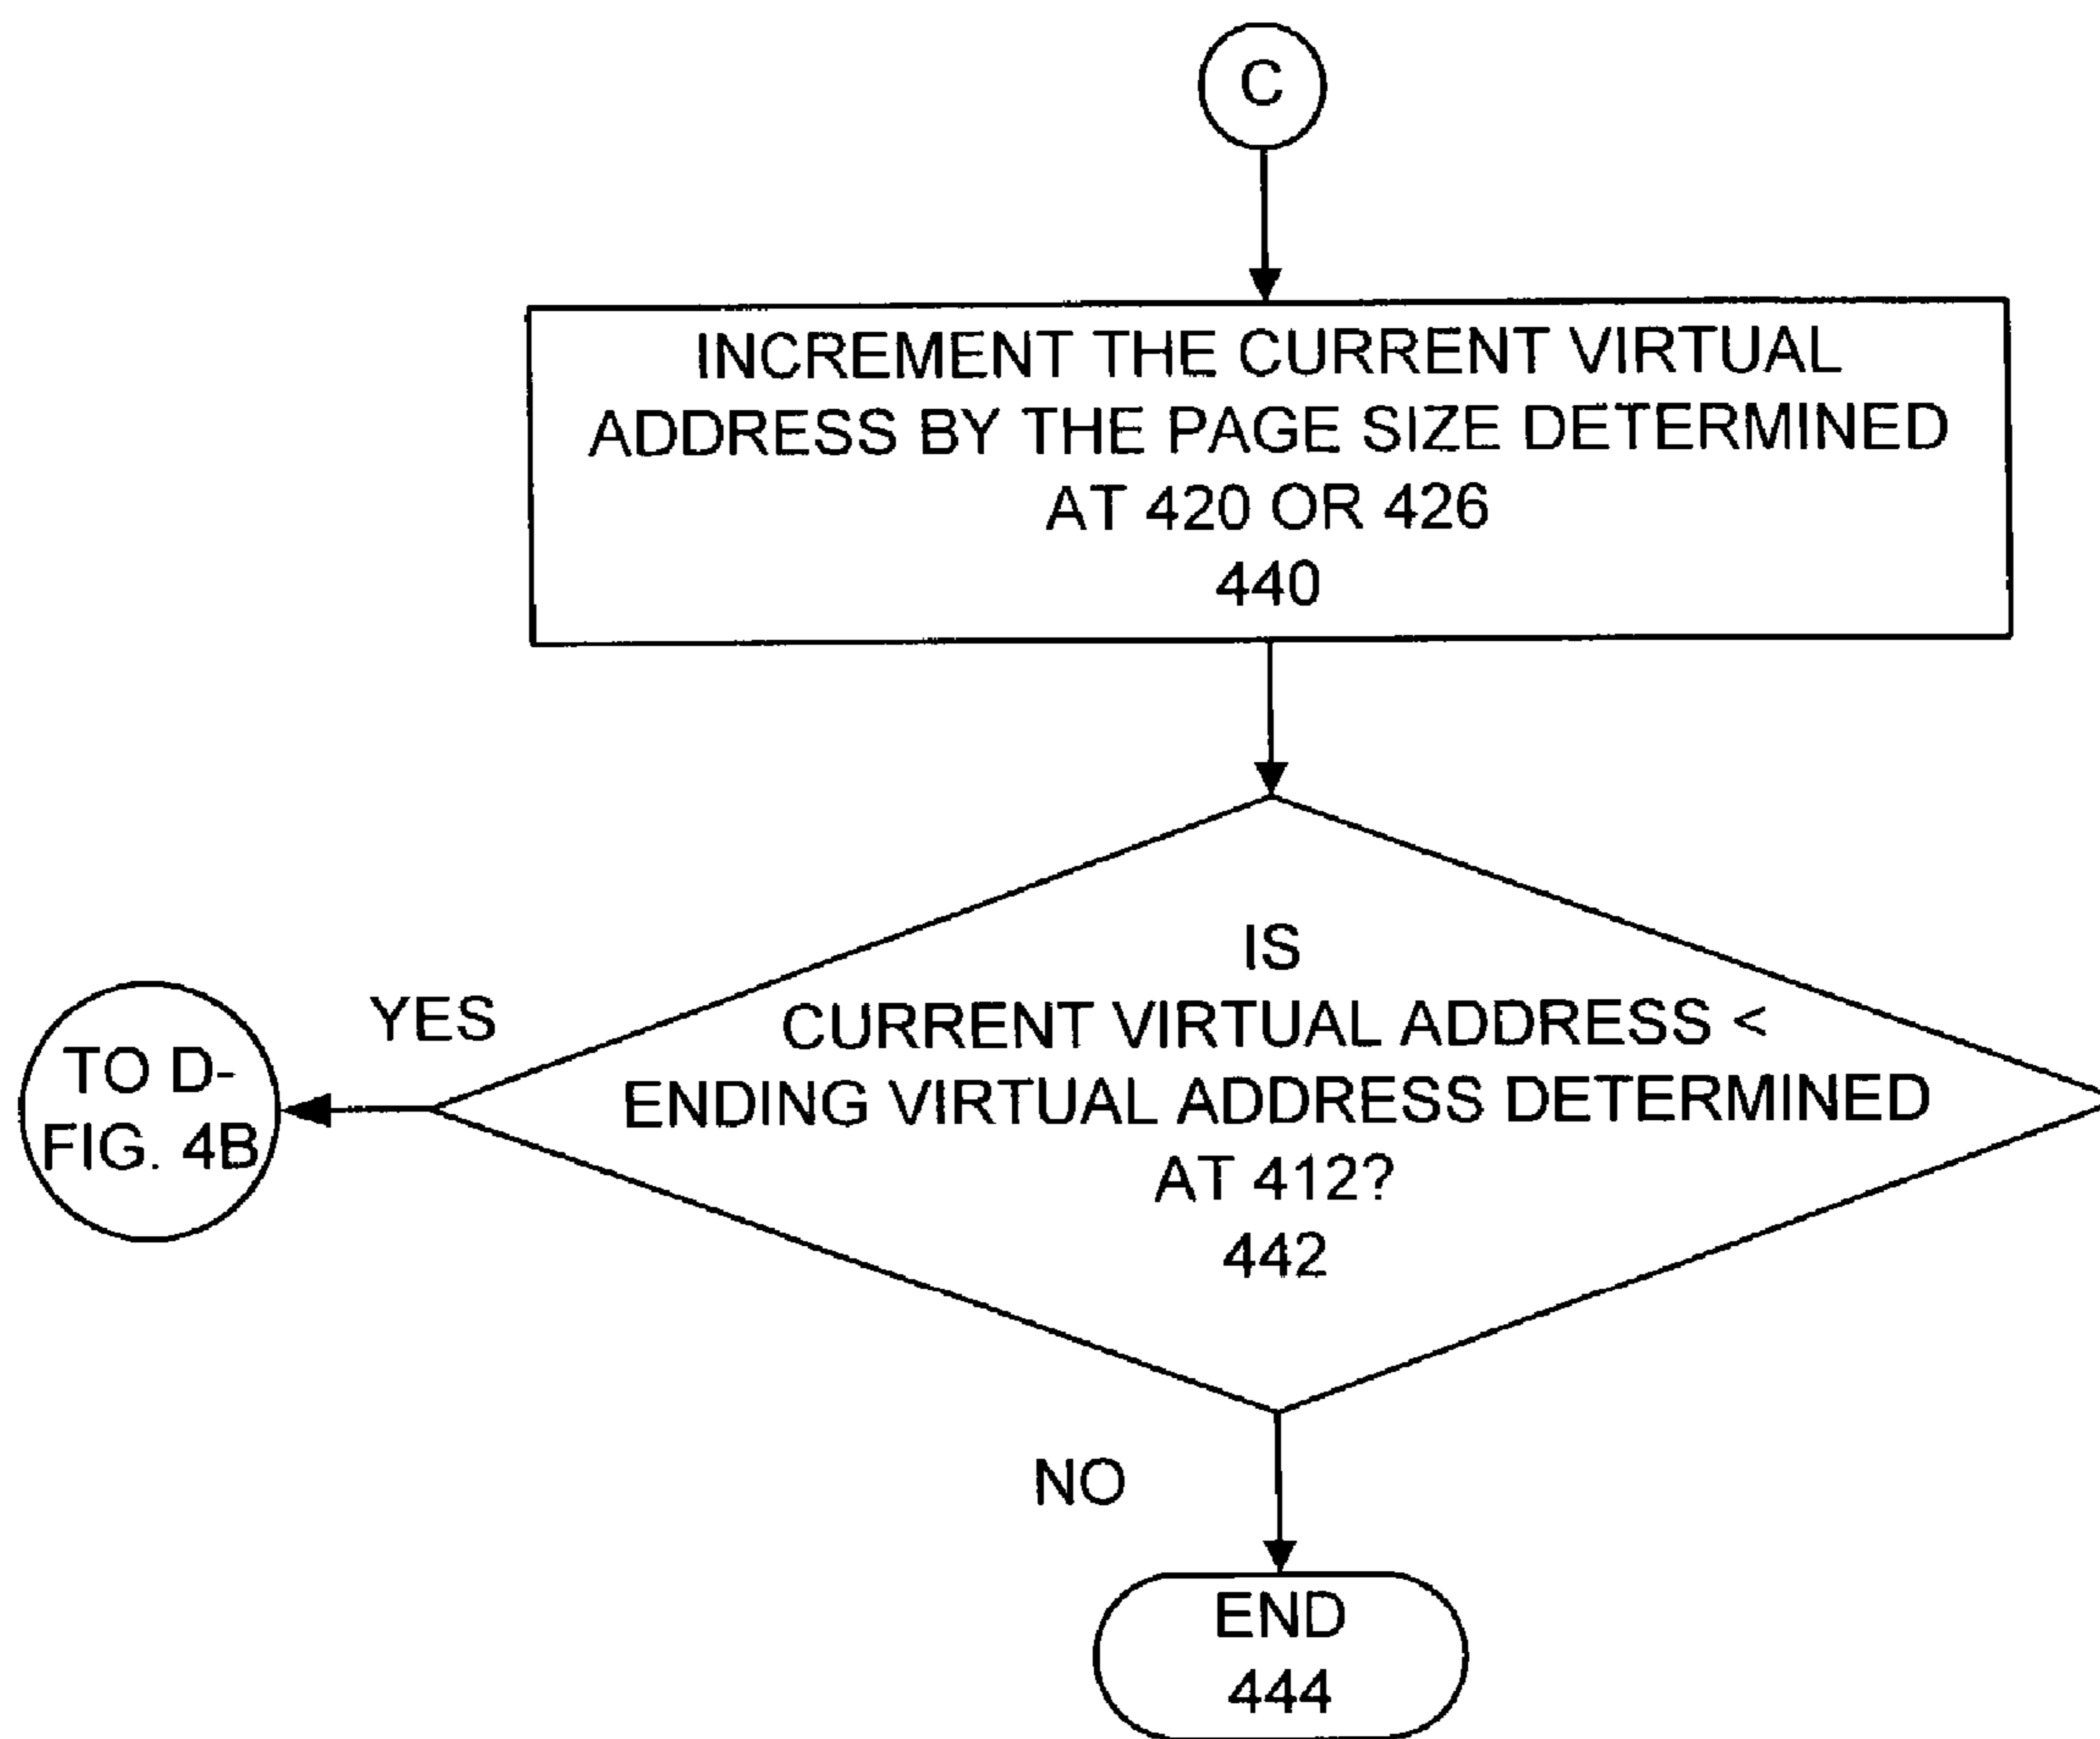 C
INCREMENT THE CURRENT VIRTUAL
ADDRESS BY THE PAGE SIZE DETERMINED
AT 420 OR 426
440
IS
CURRENT VIRTUAL ADDRESS <
ENDING VIRTUAL ADDRESS DETERMINED
AT 412?
442
YES
TO D-
FIG. 4B
NO
END
444